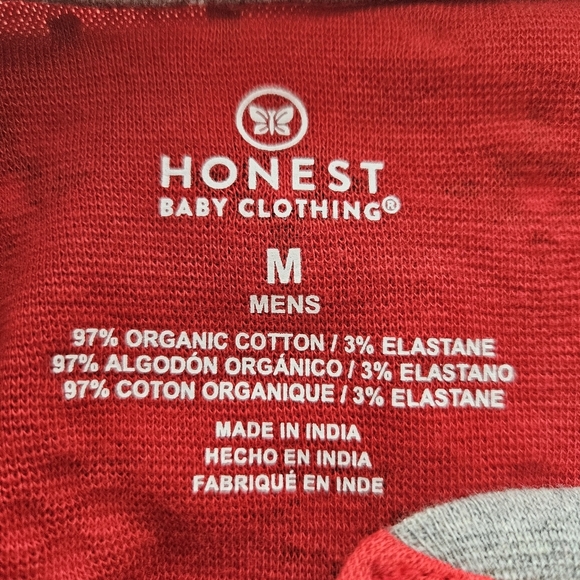 HONEST
BABY CLOTHING®
M
MENS
97% ORGANIC COTTON / 3% ELASTANE
97% ALGODÓN ORGÁNICO / 3% ELASTANO
97% COTON ORGANIQUE / 3% ELASTANE
MADE IN INDIA
HECHO EN INDIA
FABRIQUÉ EN INDE